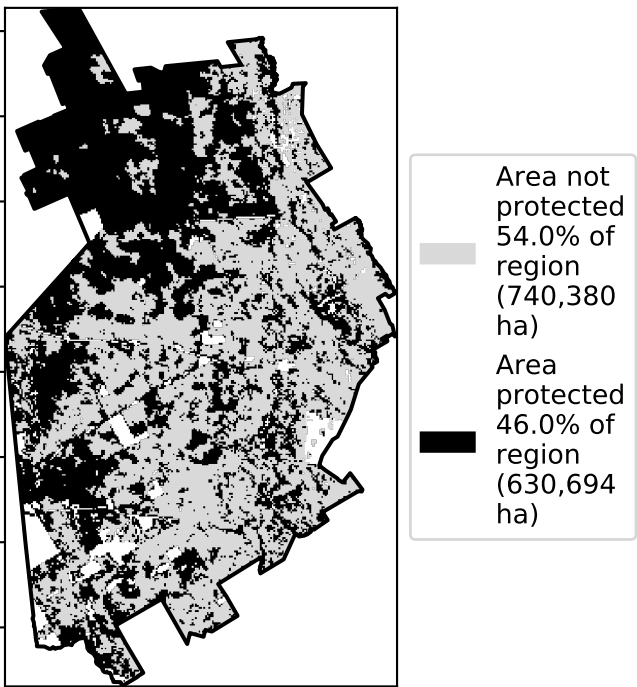 Area not
protected
54.0% of
region
(740,380
ha)
Area
protected
46.0% of
region
(630,694
ha)